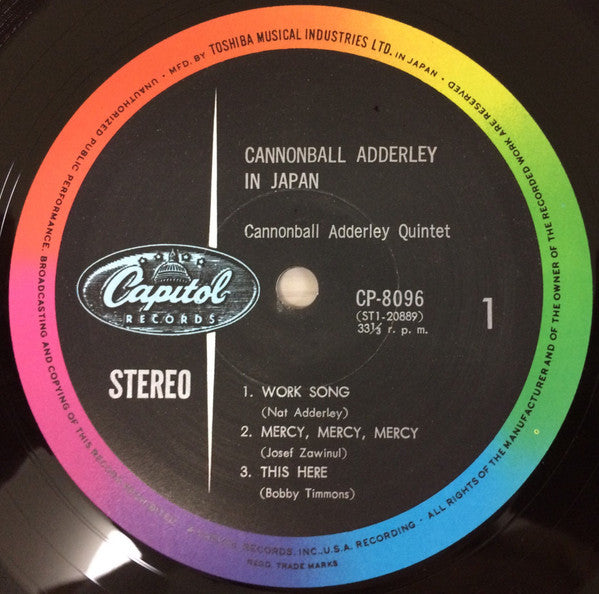 MFD. BY TOSHIBA MUSICAL INDUSTRIES LTD. IN JAPAN • ALL RIGHTS OF THE MANUFACTURER AND OF THE OWNER OF THE RECORDED WORK ARE RESERVED
UNAUTHORIZED PUBLIC PERFORMANCE, BROADCASTING AND COPYING OF THIS RECORD
RECORDS, INC., U.S.A. RECORDING •
REGD. TRADE MARKS
CANNONBALL ADDERLEY
IN JAPAN
Cannonball Adderley Quintet
Capitol
RECORDS
CP-8096
(ST1-20889)
33⅓ r. p. m.
1
STEREO
1. WORK SONG
(Nat Adderley)
2. MERCY, MERCY, MERCY
(Josef Zawinul)
3. THIS HERE
(Bobby Timmons)